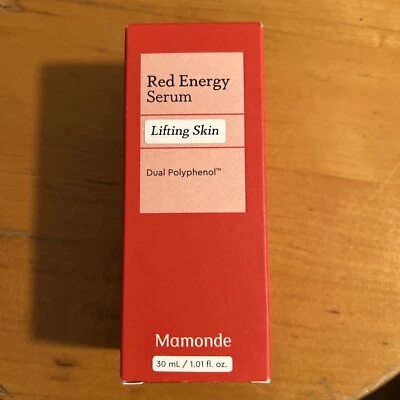 Red Energy
Serum
Lifting Skin
Dual Polyphenol™
Mamonde
30 mL / 1.01 fl. oz.